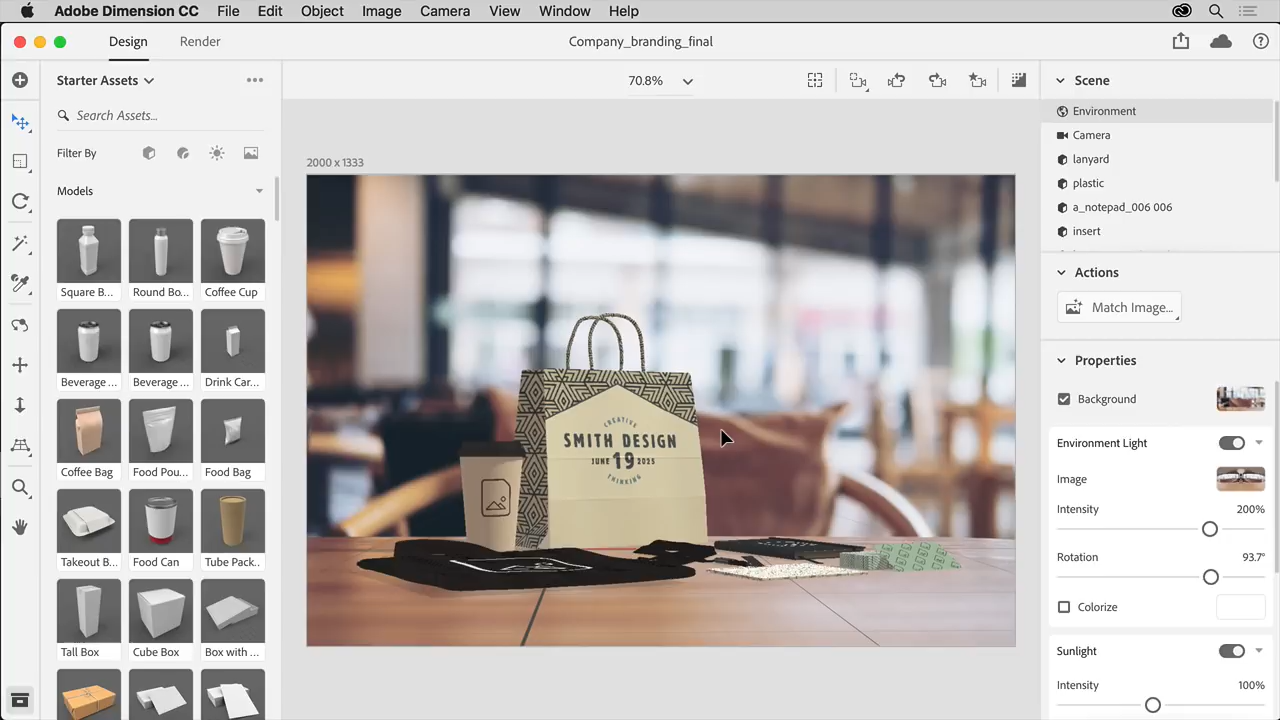 Adobe Dimension CC File Edit Object Image Camera View Window Help
Design Render Company_branding_final
Starter Assets
70.8%
Search Assets...
Filter By
Models
Square B...
Round Bo...
Coffee Cup
Beverage ...
Beverage ...
Drink Car...
Coffee Bag
Food Pou...
Food Bag
Takeout B...
Food Can
Tube Pack...
Tall Box
Cube Box
Box with ...
2000 x 1333
CREATIVE
SMITH DESIGN
JUNE 19 2025
THINKING
Scene
Environment
Camera
lanyard
plastic
a_notepad_006 006
insert
Actions
Match Image...
Properties
Background
Environment Light
Image
Intensity 200%
Rotation 93.7°
Colorize
Sunlight
Intensity 100%